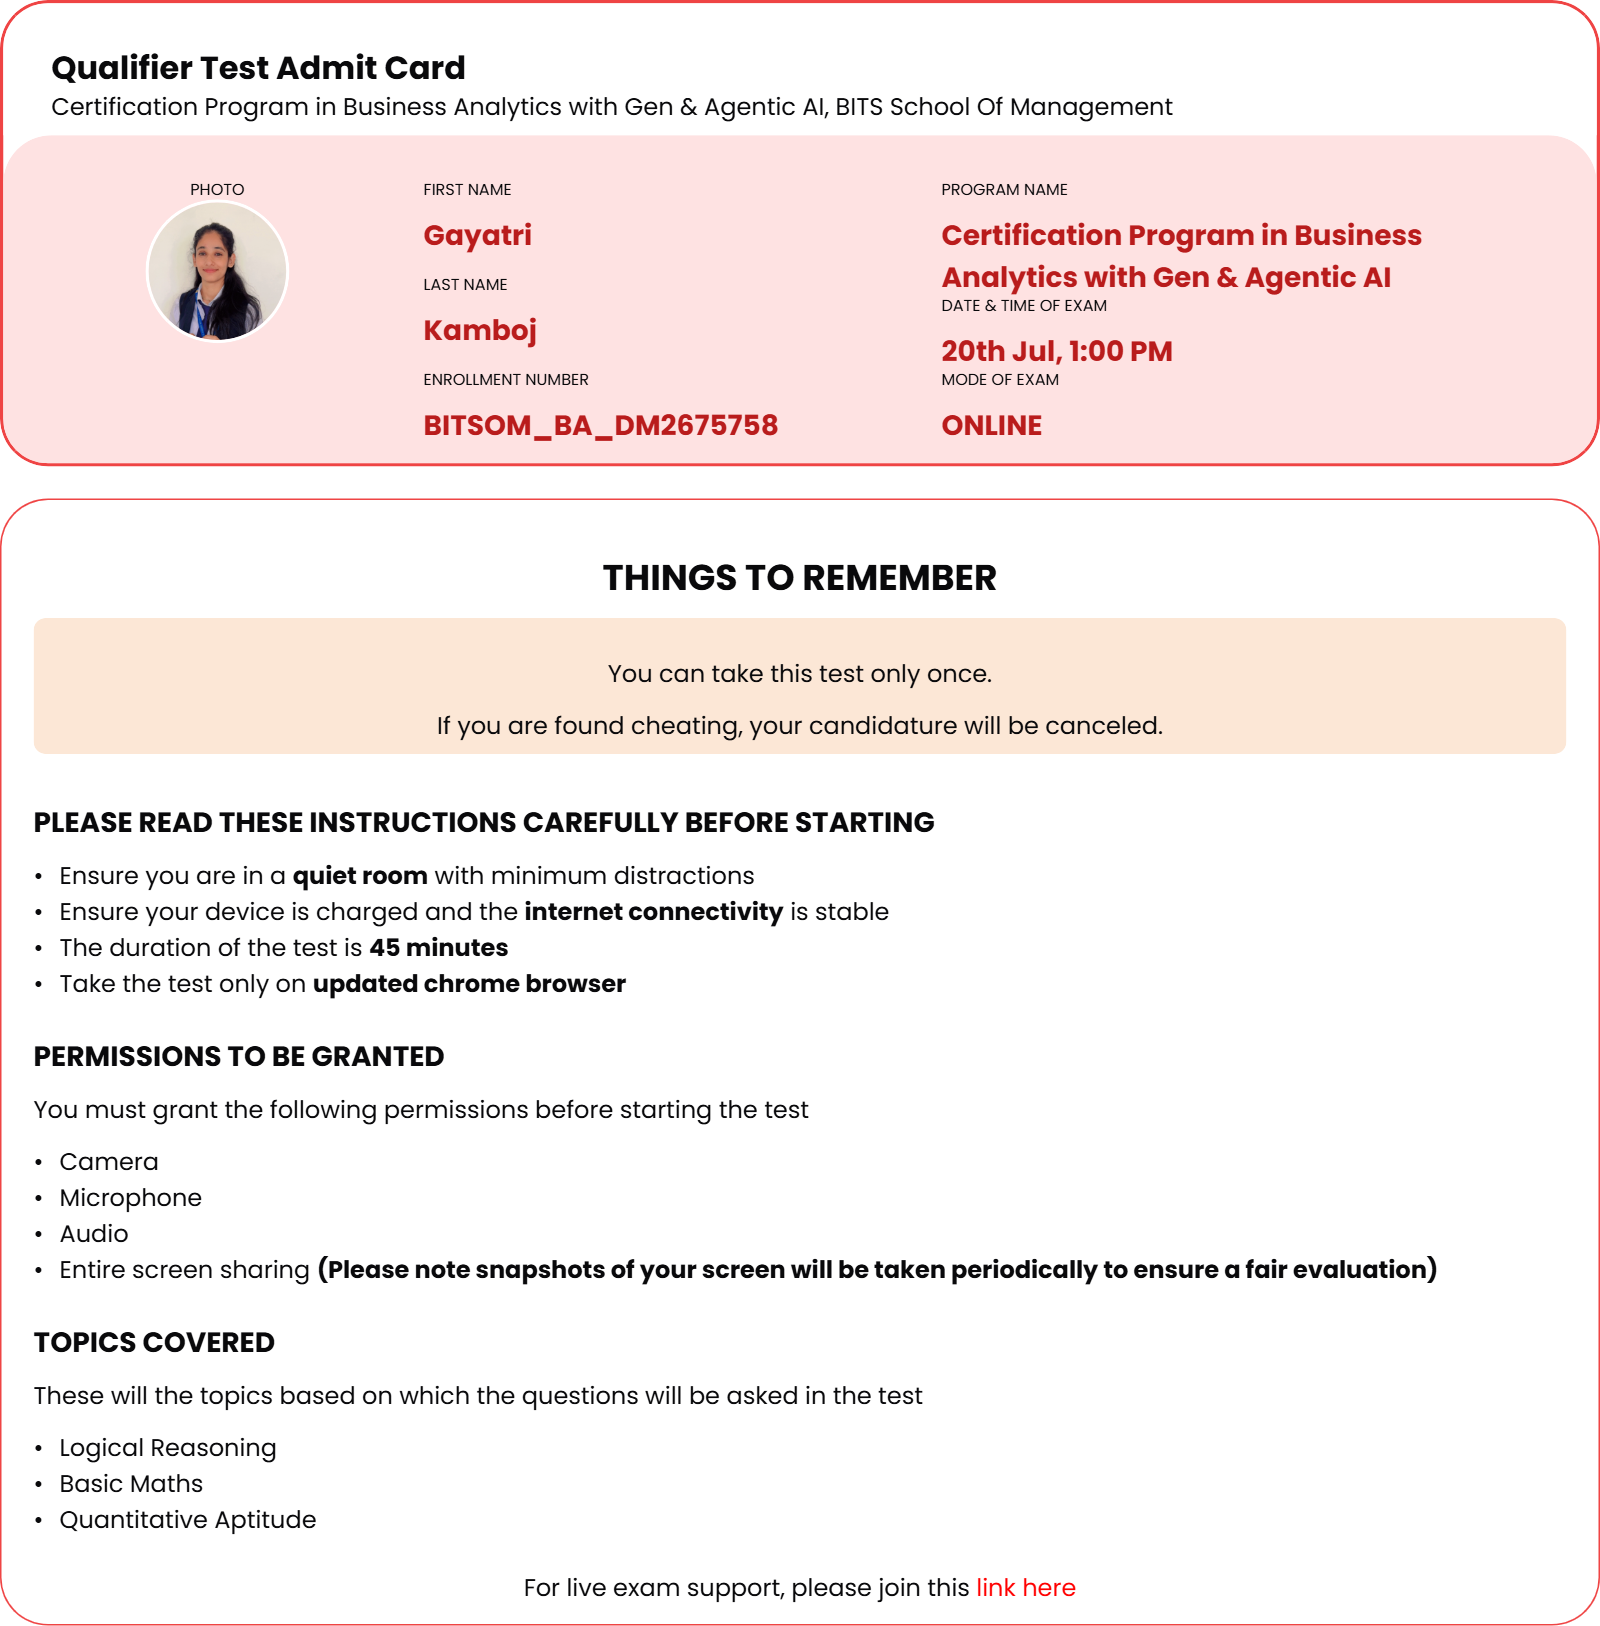 Qualifier Test Admit Card
Certification Program in Business Analytics with Gen & Agentic AI, BITS School Of Management
PHOTO
FIRST NAME
Gayatri
LAST NAME
Kamboj
ENROLLMENT NUMBER
BITSOM_BA_DM2675758
PROGRAM NAME
Certification Program in Business
Analytics with Gen & Agentic AI
DATE & TIME OF EXAM
20th Jul, 1:00 PM
MODE OF EXAM
ONLINE
THINGS TO REMEMBER
You can take this test only once.
If you are found cheating, your candidature will be canceled.
PLEASE READ THESE INSTRUCTIONS CAREFULLY BEFORE STARTING
• Ensure you are in a quiet room with minimum distractions
• Ensure your device is charged and the internet connectivity is stable
• The duration of the test is 45 minutes
• Take the test only on updated chrome browser
PERMISSIONS TO BE GRANTED
You must grant the following permissions before starting the test
• Camera
• Microphone
• Audio
• Entire screen sharing (Please note snapshots of your screen will be taken periodically to ensure a fair evaluation)
TOPICS COVERED
These will the topics based on which the questions will be asked in the test
• Logical Reasoning
• Basic Maths
• Quantitative Aptitude
For live exam support, please join this link here